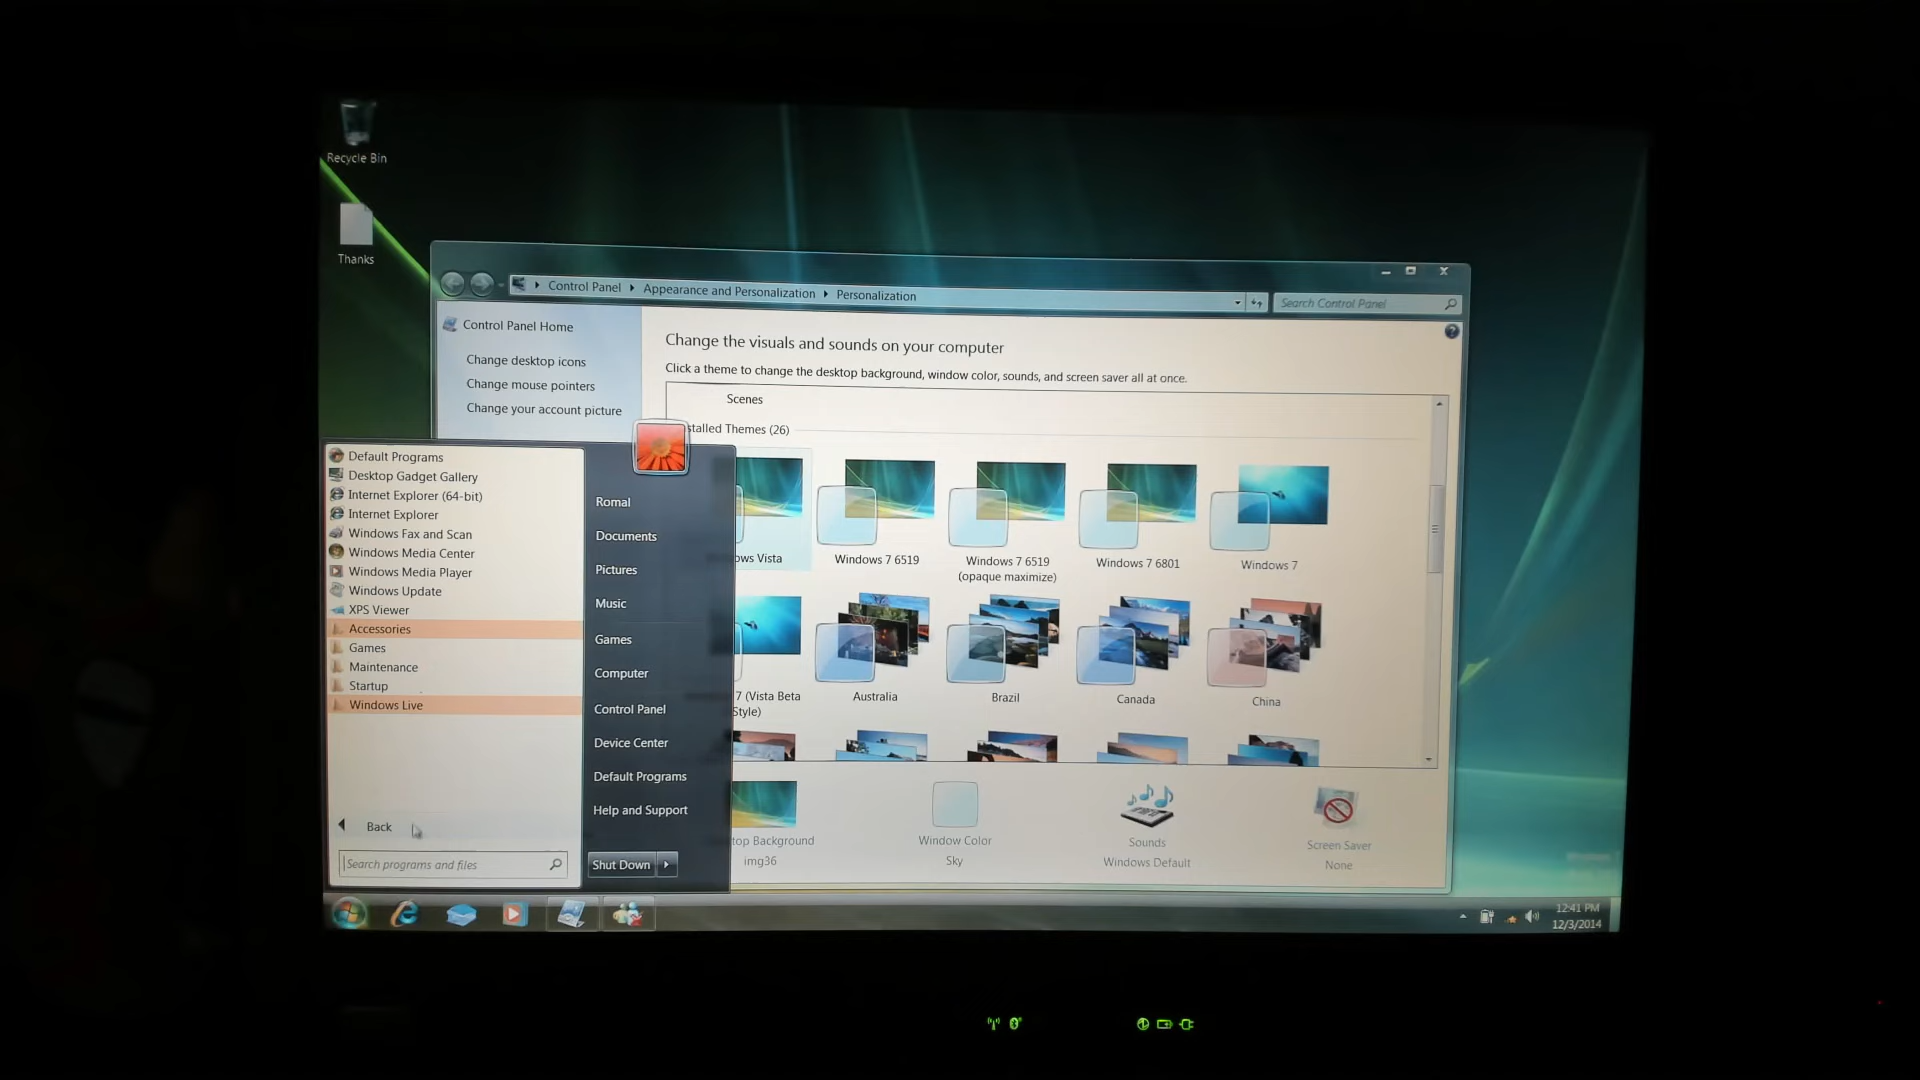 Recycle Bin
Thanks
Control Panel
Appearance and Personalization
Personalization
Search Control Panel
Control Panel Home
Change desktop icons
Change mouse pointers
Change your account picture
Change the visuals and sounds on your computer
Click a theme to change the desktop background, window color, sounds, and screen saver all at once.
Scenes
stalled Themes (26)
ows Vista
Windows 7 6519
Windows 7 6519
(opaque maximize)
Windows 7 6801
Windows 7
7 (Vista Beta
Style)
Australia
Brazil
Canada
China
top Background
img36
Window Color
Sky
Sounds
Windows Default
Screen Saver
None
Default Programs
Desktop Gadget Gallery
Internet Explorer (64-bit)
Internet Explorer
Windows Fax and Scan
Windows Media Center
Windows Media Player
Windows Update
XPS Viewer
Accessories
Games
Maintenance
Startup
Windows Live
Back
Search programs and files
Romal
Documents
Pictures
Music
Games
Computer
Control Panel
Device Center
Default Programs
Help and Support
Shut Down
12:41 PM
12/3/2014